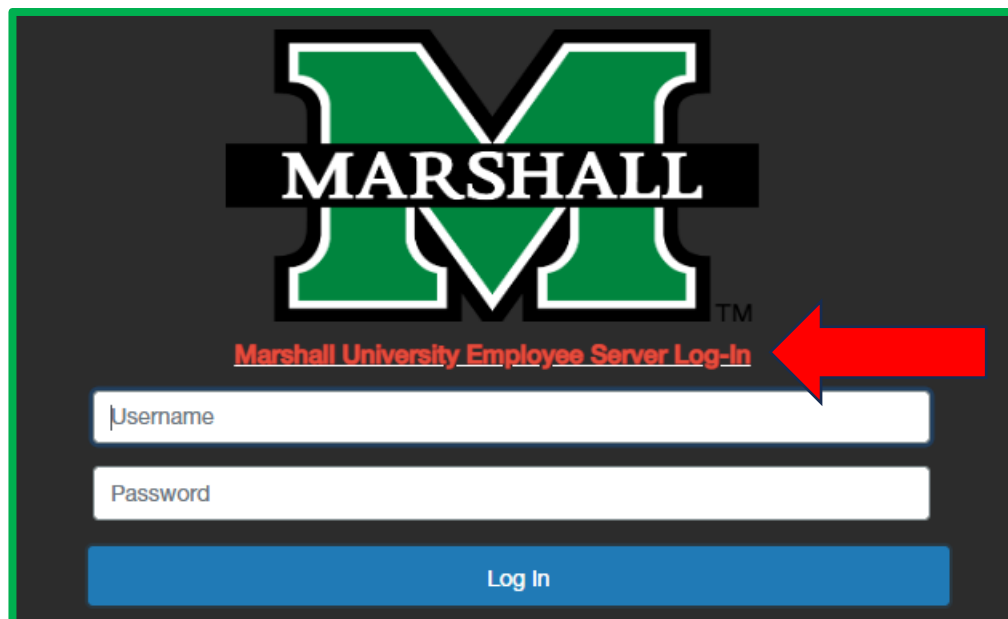 MARSHALL
TM
Marshall University Employee Server Log-In
Username
Password
Log In